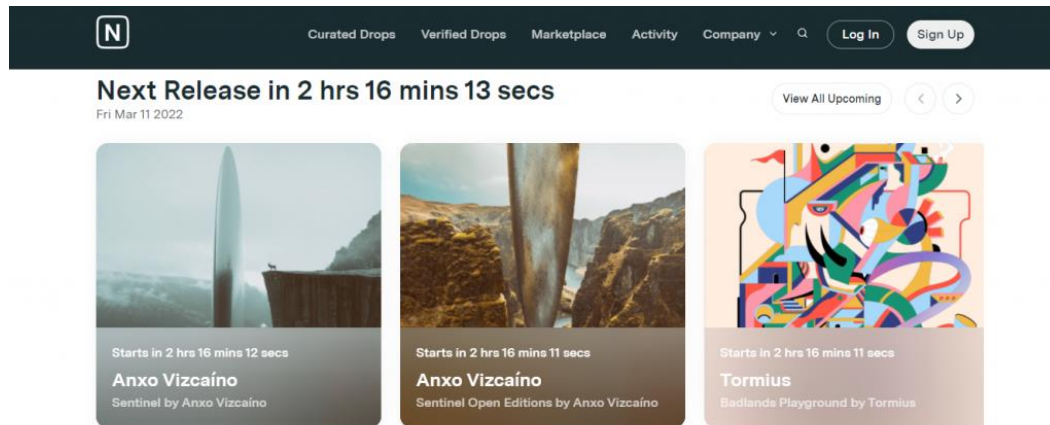 N
Curated Drops Verified Drops Marketplace Activity Company Log In Sign Up
Next Release in 2 hrs 16 mins 13 secs
View All Upcoming
Fri Mar 11 2022
Starts in 2 hrs 16 mins 12 secs
Anxo Vizcaíno
Sentinel by Anxo Vizcaíno
Starts in 2 hrs 16 mins 11 secs
Anxo Vizcaíno
Sentinel Open Editions by Anxo Vizcaíno
Starts in 2 hrs 16 mins 11 secs
Tormius
Badlands Playground by Tormius